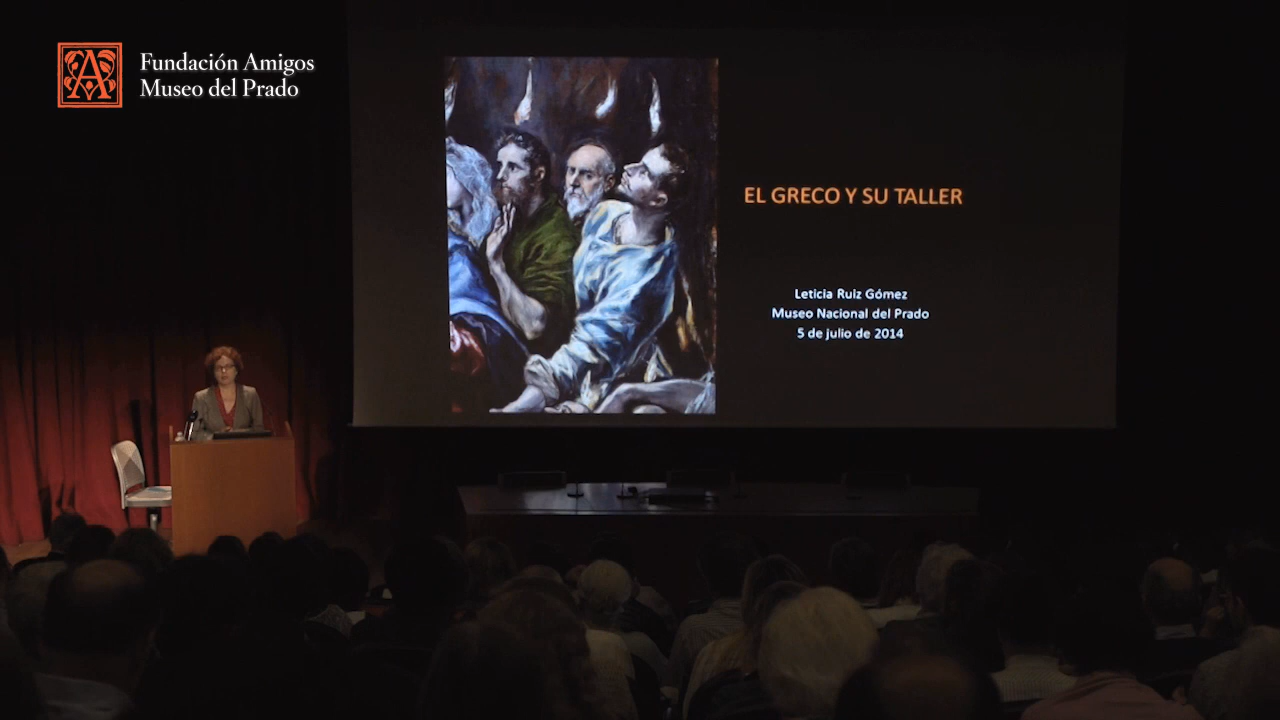 Fundación Amigos
Museo del Prado
EL GRECO Y SU TALLER
Leticia Ruiz Gómez
Museo Nacional del Prado
5 de julio de 2014